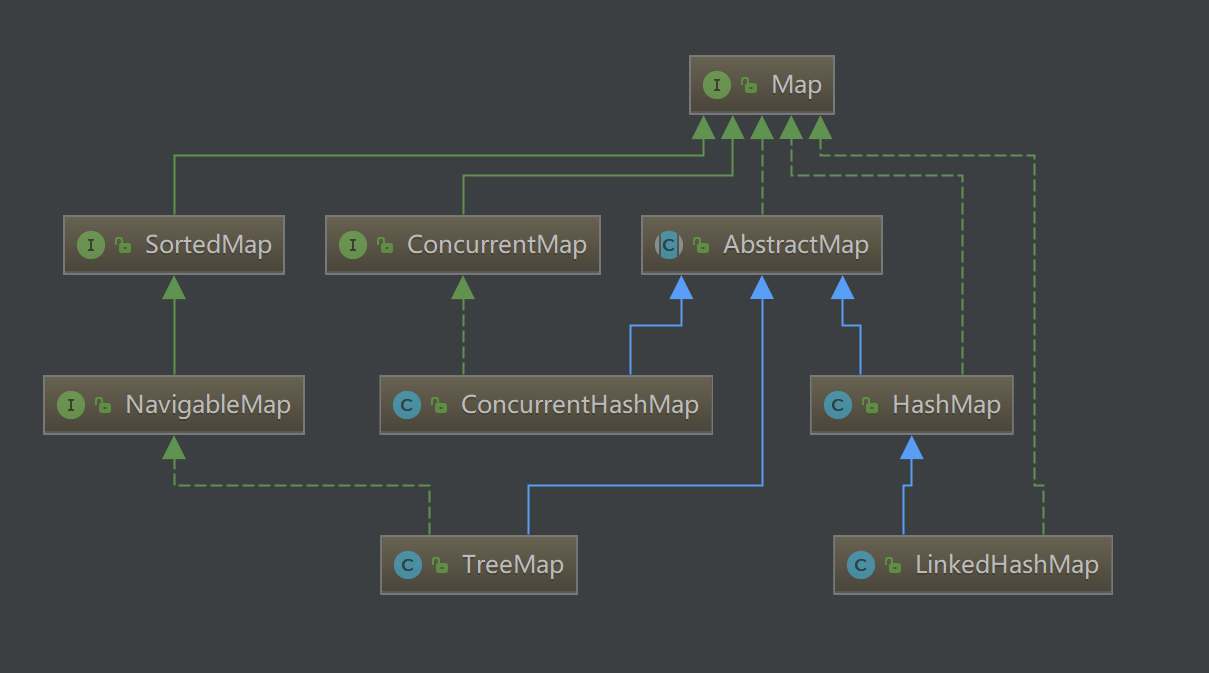 I Map
I SortedMap
I ConcurrentMap
C AbstractMap
I NavigableMap
C ConcurrentHashMap
C HashMap
C TreeMap
C LinkedHashMap